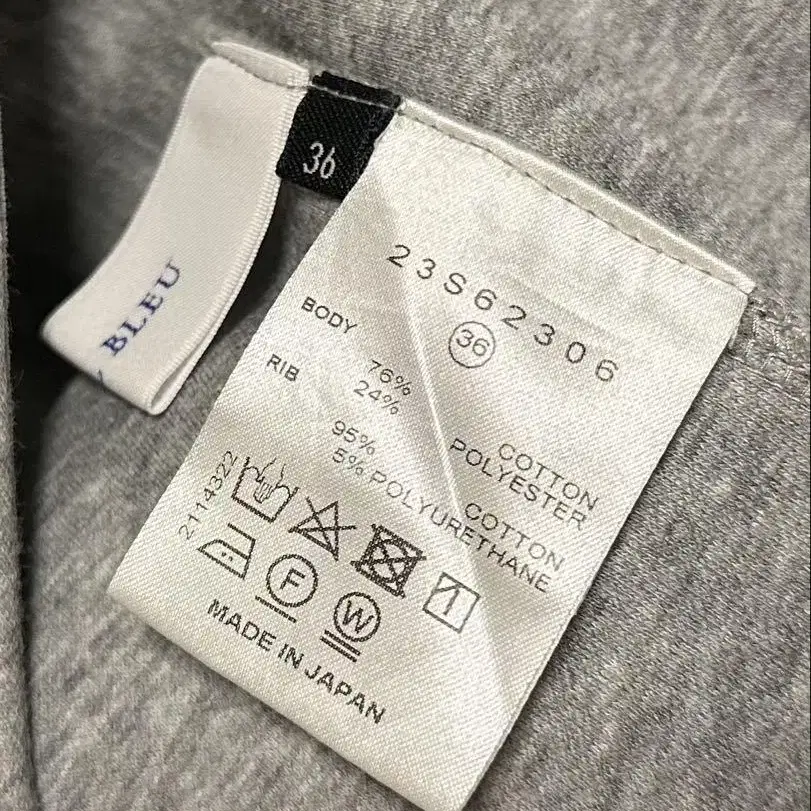 BLEU
36
23S62306
36
BODY
76% COTTON
24% POLYESTER
RIB
95% COTTON
5% POLYURETHANE
2114322
F
W
MADE IN JAPAN